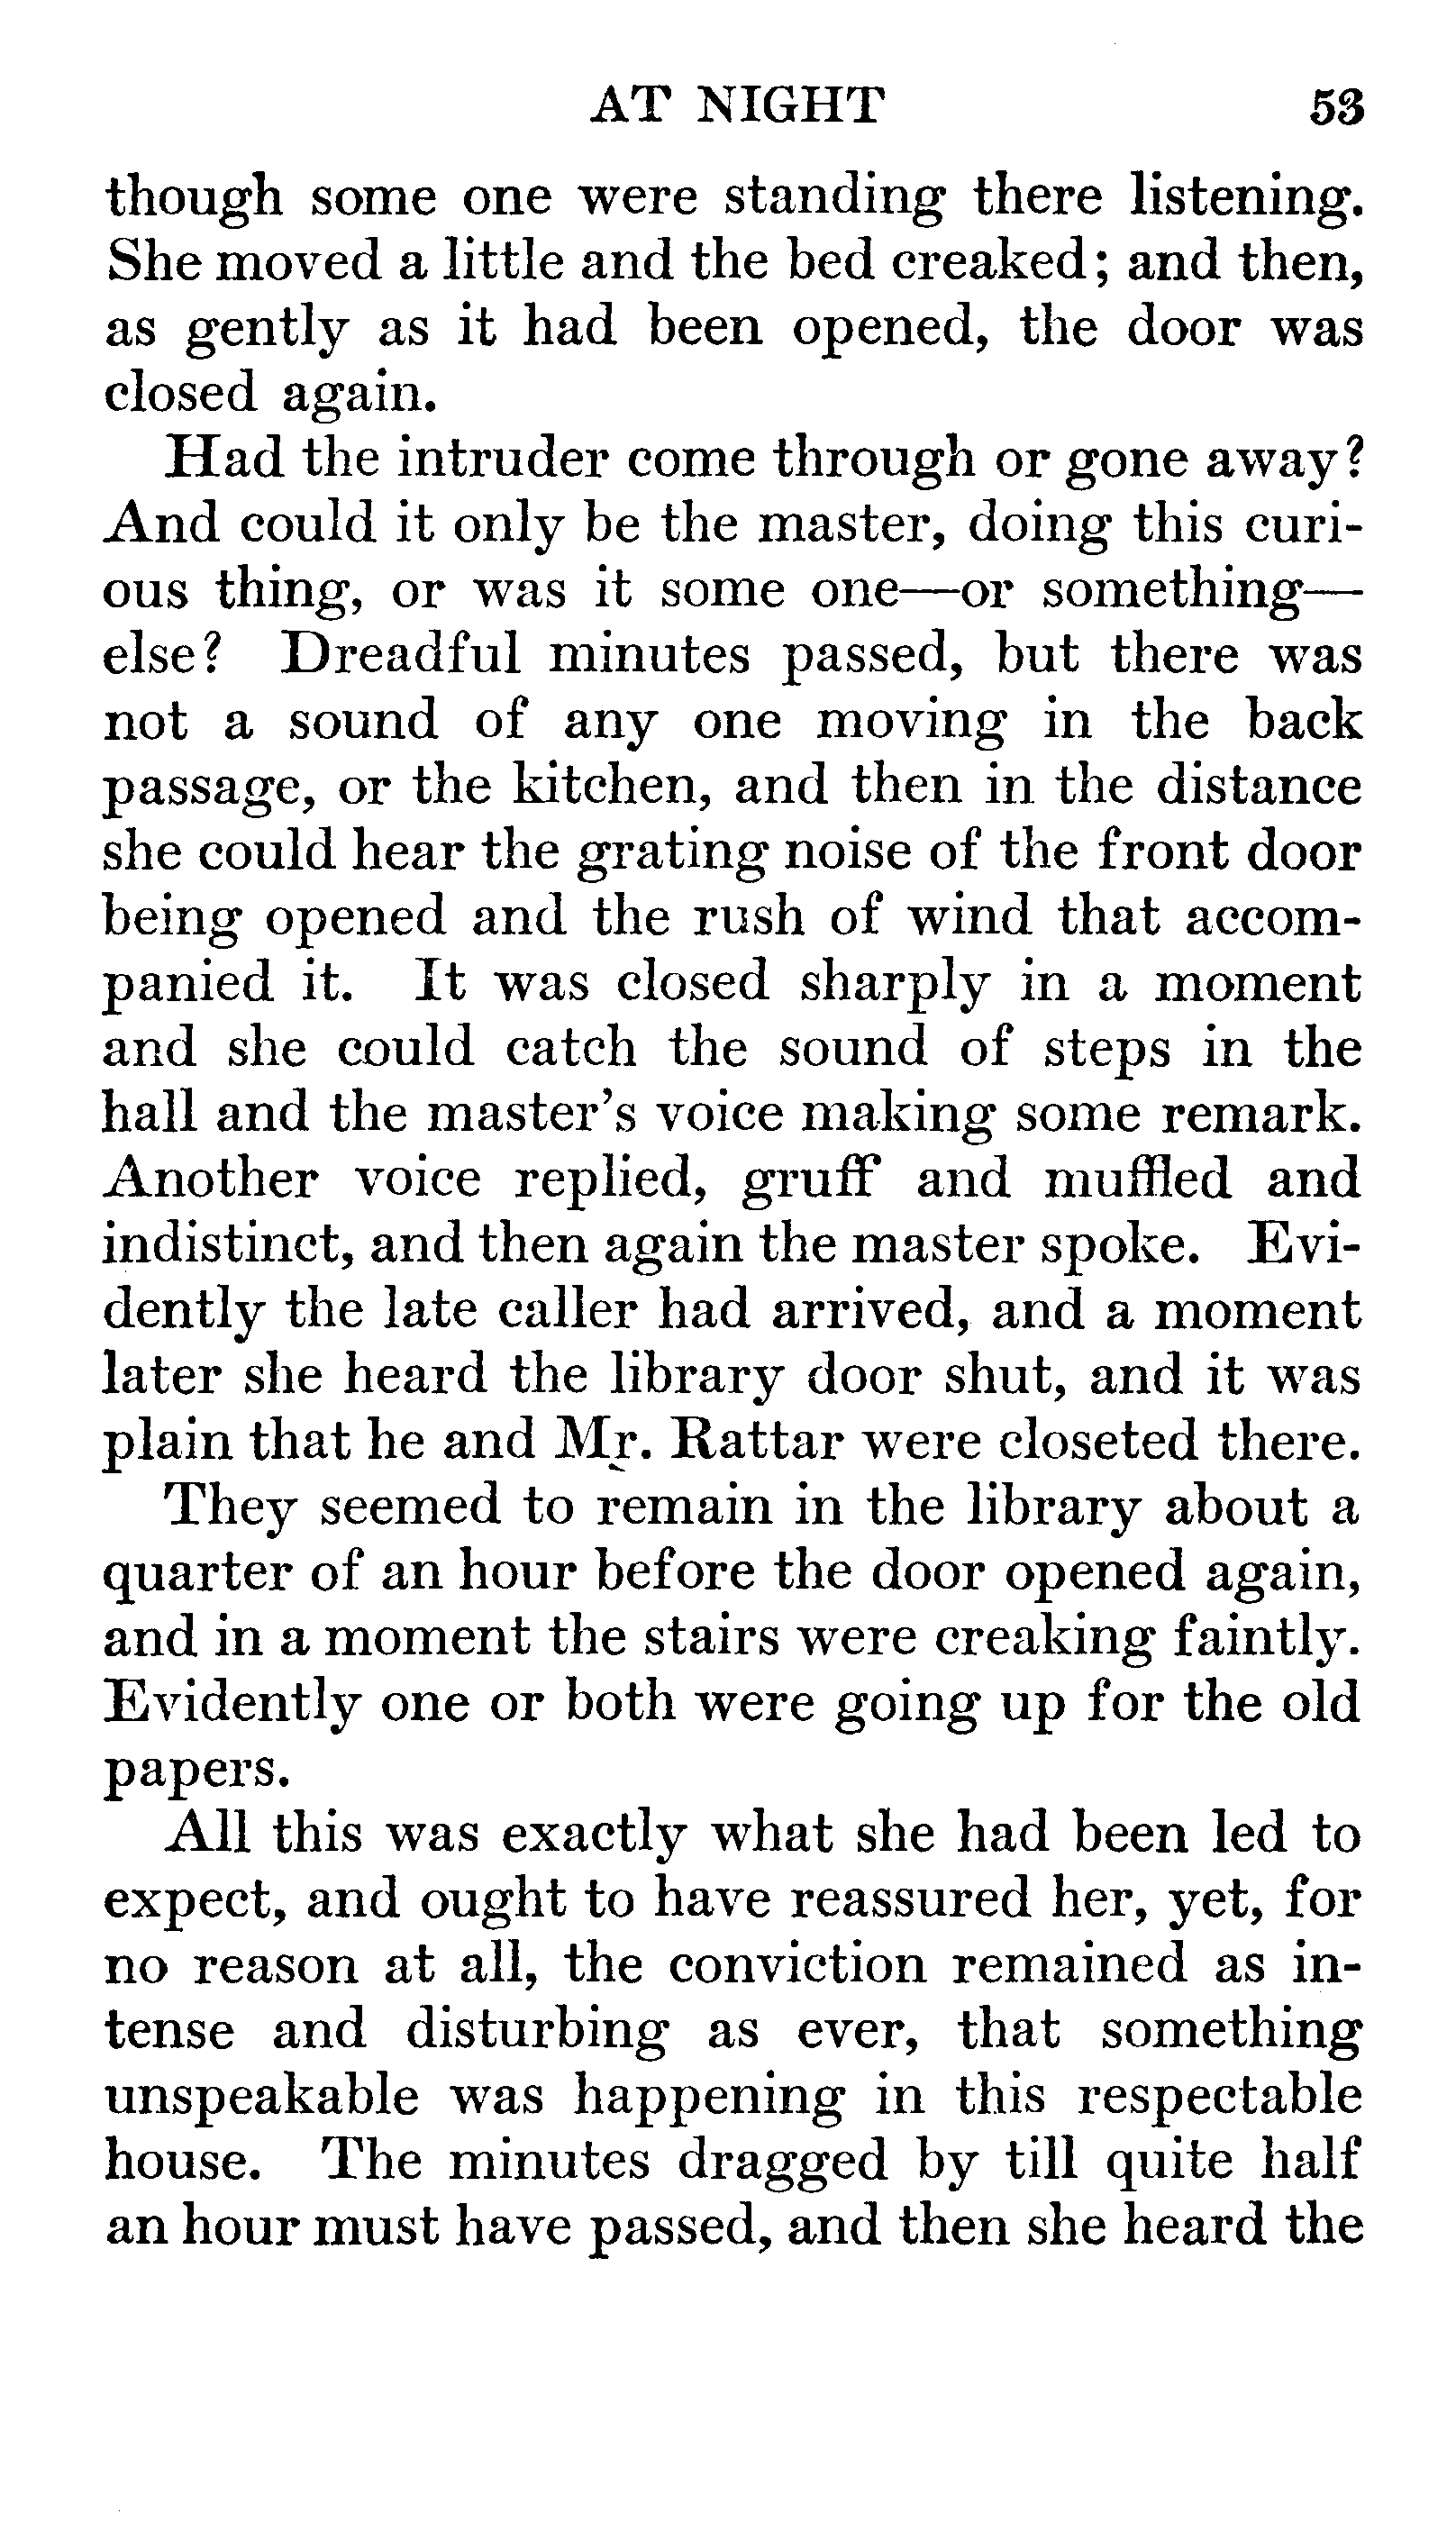 AT NIGHT 53
though some one were standing there listening.
She moved a little and the bed creaked; and then,
as gently as it had been opened, the door was
closed again.
Had the intruder come through or gone away?
And could it only be the master, doing this curi-
ous thing, or was it some one—or something—
else? Dreadful minutes passed, but there was
not a sound of any one moving in the back
passage, or the kitchen, and then in the distance
she could hear the grating noise of the front door
being opened and the rush of wind that accom-
panied it. It was closed sharply in a moment
and she could catch the sound of steps in the
hall and the master's voice making some remark.
Another voice replied, gruff and muffled and
indistinct, and then again the master spoke. Evi-
dently the late caller had arrived, and a moment
later she heard the library door shut, and it was
plain that he and Mr. Rattar were closeted there.
They seemed to remain in the library about a
quarter of an hour before the door opened again,
and in a moment the stairs were creaking faintly.
Evidently one or both were going up for the old
papers.
All this was exactly what she had been led to
expect, and ought to have reassured her, yet, for
no reason at all, the conviction remained as in-
tense and disturbing as ever, that something
unspeakable was happening in this respectable
house. The minutes dragged by till quite half
an hour must have passed, and then she heard the